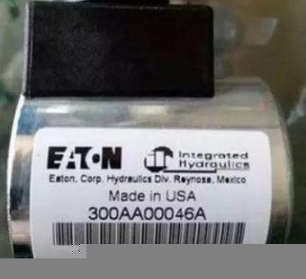 EATON Integrated Hydraulics
Eaton, Corp. Hydraulics Div. Reynosa, Mexico
Made in USA
300AA00046A